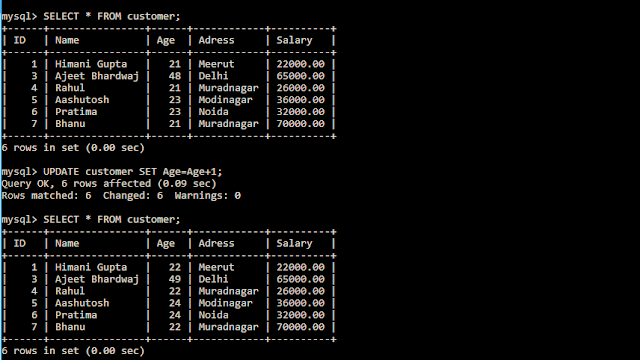 mysql> SELECT * FROM customer;
+------+----------------+------+-------------+----------+
| ID   | Name           | Age  | Adress      | Salary   |
+------+----------------+------+-------------+----------+
|    1 | Himani Gupta   |   21 | Meerut      | 22000.00 |
|    3 | Ajeet Bhardwaj |   48 | Delhi       | 65000.00 |
|    4 | Rahul          |   21 | Muradnagar  | 26000.00 |
|    5 | Aashutosh      |   23 | Modinagar   | 36000.00 |
|    6 | Pratima        |   23 | Noida       | 32000.00 |
|    7 | Bhanu          |   21 | Muradnagar  | 70000.00 |
+------+----------------+------+-------------+----------+
6 rows in set (0.00 sec)
mysql> UPDATE customer SET Age=Age+1;
Query OK, 6 rows affected (0.09 sec)
Rows matched: 6  Changed: 6  Warnings: 0
mysql> SELECT * FROM customer;
+------+----------------+------+-------------+----------+
| ID   | Name           | Age  | Adress      | Salary   |
+------+----------------+------+-------------+----------+
|    1 | Himani Gupta   |   22 | Meerut      | 22000.00 |
|    3 | Ajeet Bhardwaj |   49 | Delhi       | 65000.00 |
|    4 | Rahul          |   22 | Muradnagar  | 26000.00 |
|    5 | Aashutosh      |   24 | Modinagar   | 36000.00 |
|    6 | Pratima        |   24 | Noida       | 32000.00 |
|    7 | Bhanu          |   22 | Muradnagar  | 70000.00 |
+------+----------------+------+-------------+----------+
6 rows in set (0.00 sec)